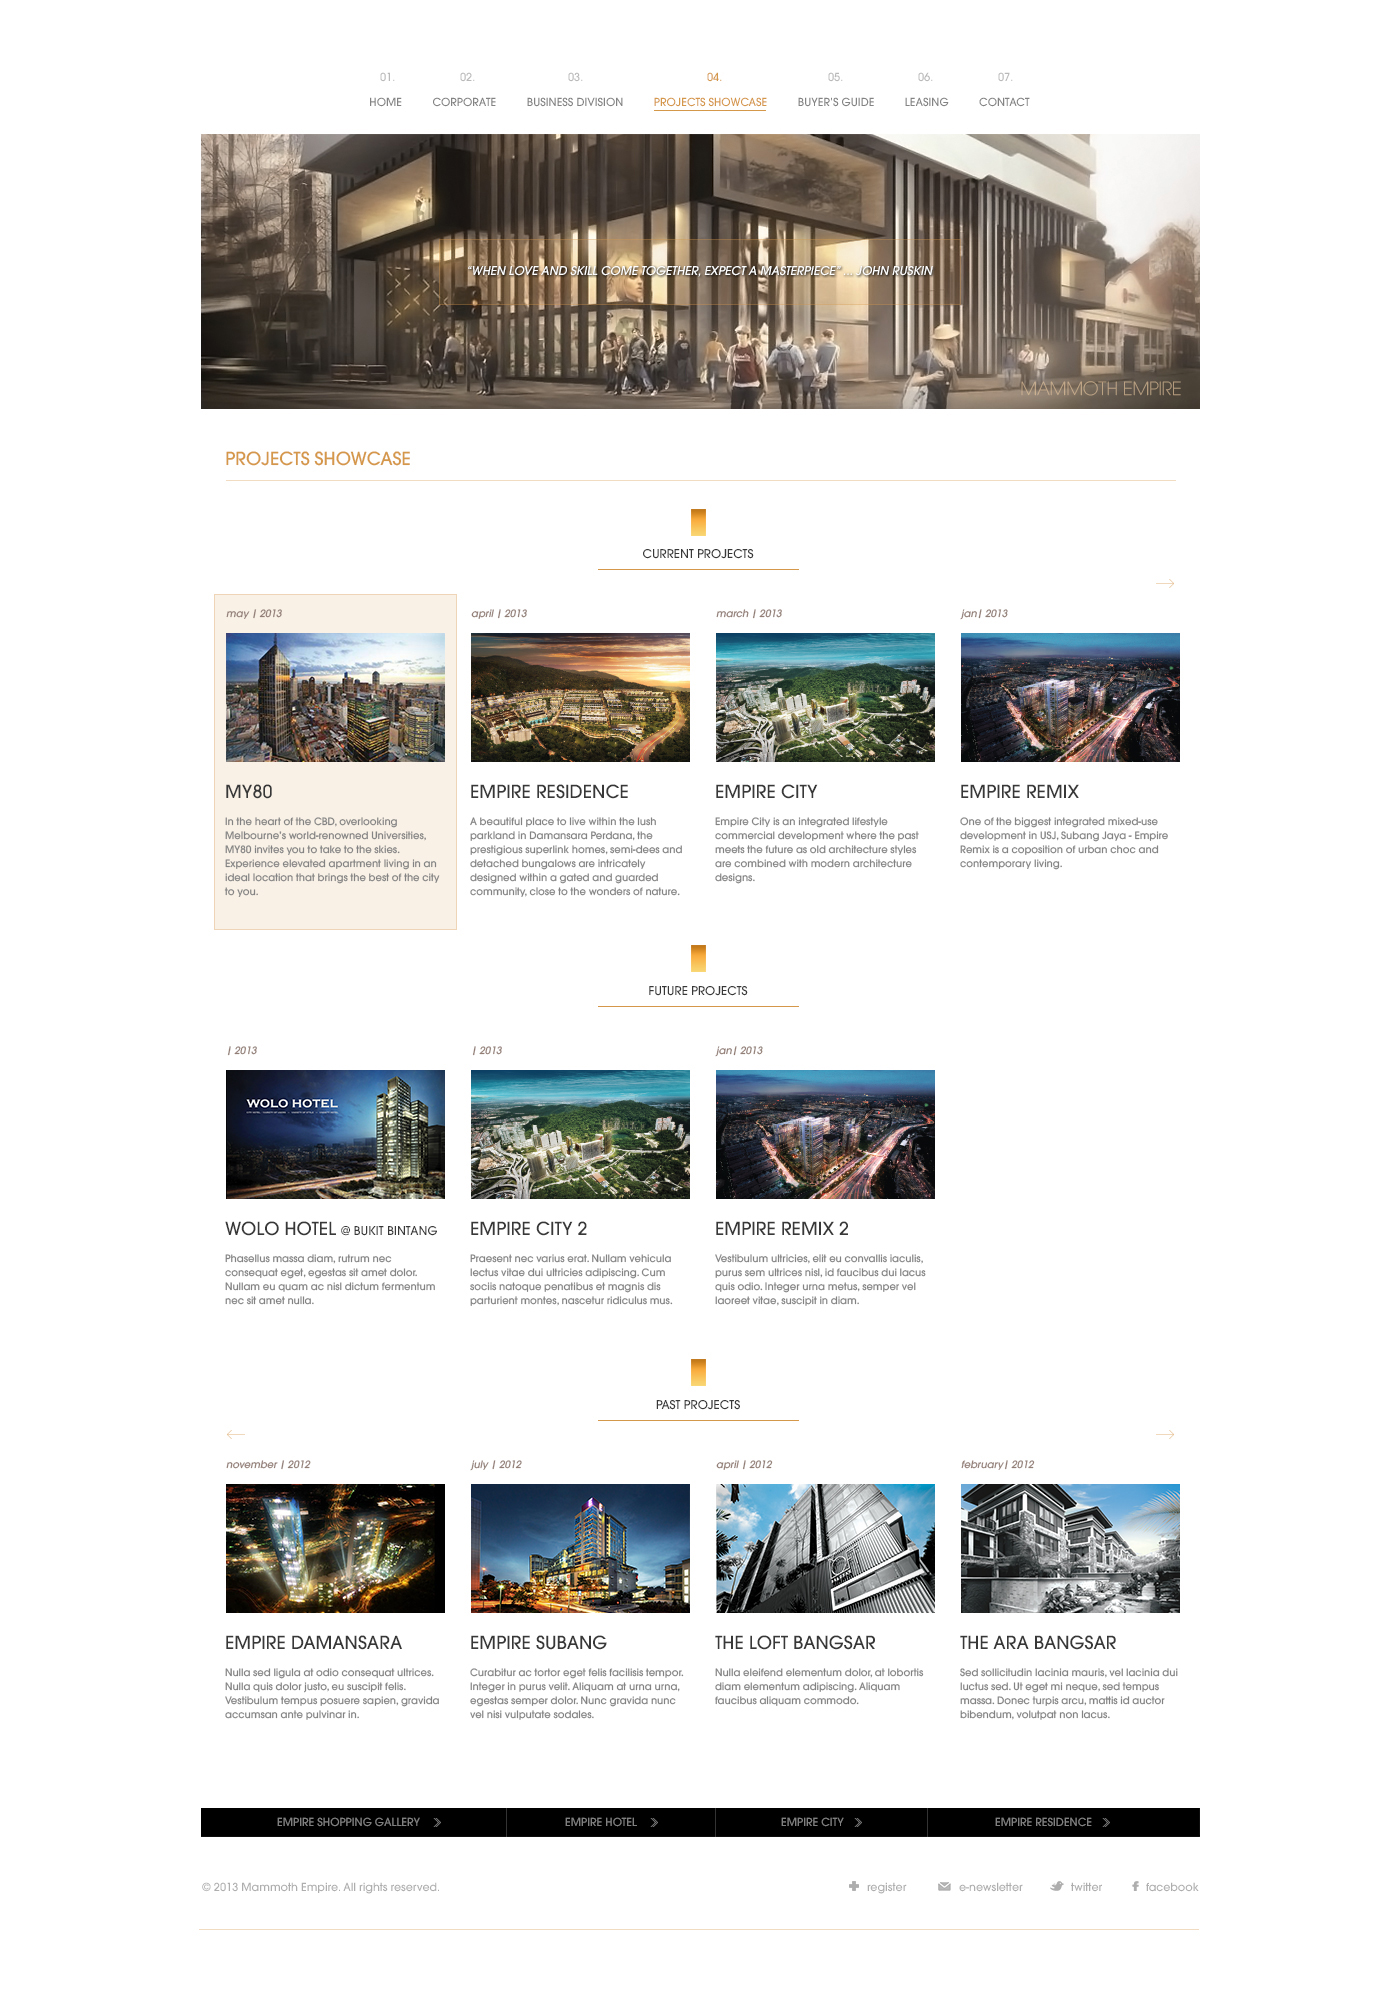 01. 02. 03. 04. 05. 06. 07.
HOME CORPORATE BUSINESS DIVISION PROJECTS SHOWCASE BUYER'S GUIDE LEASING CONTACT
"WHEN LOVE AND SKILL COME TOGETHER, EXPECT A MASTERPIECE" ... JOHN RUSKIN
MAMMOTH EMPIRE
PROJECTS SHOWCASE
CURRENT PROJECTS
may | 2013
MY80
In the heart of the CBD, overlooking
Melbourne's world-renowned Universities,
MY80 invites you to take to the skies.
Experience elevated apartment living in an
ideal location that brings the best of the city
to you.
april | 2013
EMPIRE RESIDENCE
A beautiful place to live within the lush
parkland in Damansara Perdana, the
prestigious superlink homes, semi-dees and
detached bungalows are intricately
designed within a gated and guarded
community, close to the wonders of nature.
march | 2013
EMPIRE CITY
Empire City is an integrated lifestyle
commercial development where the past
meets the future as old architecture styles
are combined with modern architecture
designs.
jan| 2013
EMPIRE REMIX
One of the biggest integrated mixed-use
development in USJ, Subang Jaya - Empire
Remix is a coposition of urban choc and
contemporary living.
FUTURE PROJECTS
| 2013
WOLO HOTEL
WOLO HOTEL @ BUKIT BINTANG
Phasellus massa diam, rutrum nec
consequat eget, egestas sit amet dolor.
Nullam eu quam ac nisl dictum fermentum
nec sit amet nulla.
| 2013
EMPIRE CITY 2
Praesent nec varius erat. Nullam vehicula
lectus vitae dui ultricies adipiscing. Cum
sociis natoque penatibus et magnis dis
parturient montes, nascetur ridiculus mus.
jan| 2013
EMPIRE REMIX 2
Vestibulum ultricies, elit eu convallis iaculis,
purus sem ultrices nisl, id faucibus dui lacus
quis odio. Integer urna metus, semper vel
laoreet vitae, suscipit in diam.
PAST PROJECTS
november | 2012
EMPIRE DAMANSARA
Nulla sed ligula at odio consequat ultrices.
Nulla quis dolor justo, eu suscipit felis.
Vestibulum tempus posuere sapien, gravida
accumsan ante pulvinar in.
july | 2012
EMPIRE SUBANG
Curabitur ac tortor eget felis facilisis tempor.
Integer in purus velit. Aliquam at urna urna,
egestas semper dolor. Nunc gravida nunc
vel nisi vulputate sodales.
april | 2012
LOFT
THE LOFT BANGSAR
Nulla eleifend elementum dolor, at lobortis
diam elementum adipiscing. Aliquam
faucibus aliquam commodo.
february| 2012
THE ARA BANGSAR
Sed sollicitudin lacinia mauris, vel lacinia dui
luctus sed. Ut eget mi neque, sed tempus
massa. Donec turpis arcu, mattis id auctor
bibendum, volutpat non lacus.
EMPIRE SHOPPING GALLERY EMPIRE HOTEL EMPIRE CITY EMPIRE RESIDENCE
© 2013 Mammoth Empire. All rights reserved. register e-newsletter twitter facebook